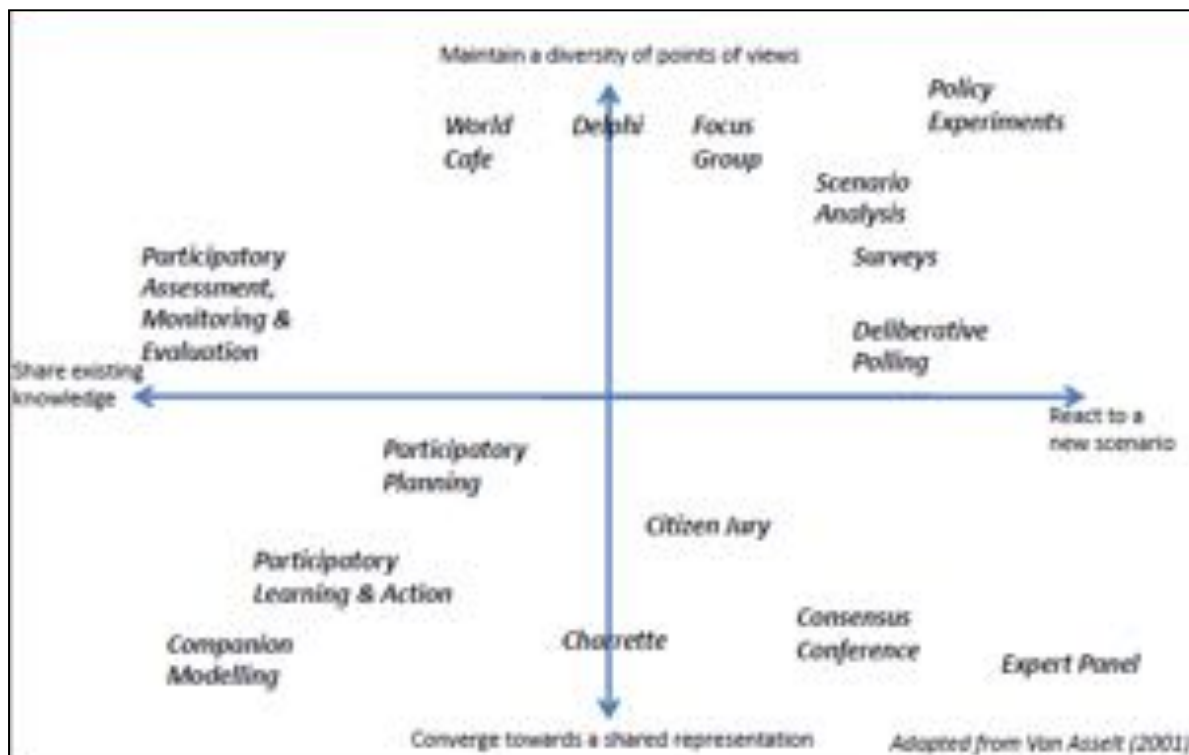 Maintain a diversity of points of views
Policy
Experiments
World
Cafe
Delphi
Focus
Group
Scenario
Analysis
Surveys
Participatory
Assessment,
Monitoring &
Evaluation
Deliberative
Polling
Share existing
knowledge
React to a
new scenario
Participatory
Planning
Citizen Jury
Participatory
Learning & Action
Companion
Modelling
Charrette
Consensus
Conference
Expert Panel
Converge towards a shared representation
Adapted from Van Asselt (2001)